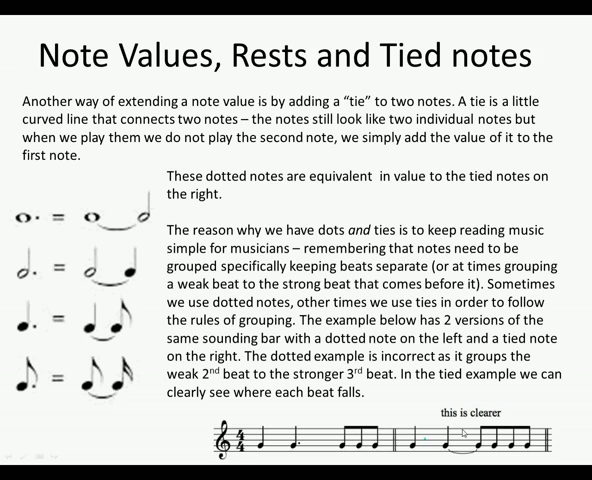 Note Values, Rests and Tied notes
Another way of extending a note value is by adding a “tie” to two notes. A tie is a little
curved line that connects two notes – the notes still look like two individual notes but
when we play them we do not play the second note, we simply add the value of it to the
first note.
These dotted notes are equivalent in value to the tied notes on
the right.
The reason why we have dots and ties is to keep reading music
simple for musicians – remembering that notes need to be
grouped specifically keeping beats separate (or at times grouping
a weak beat to the strong beat that comes before it). Sometimes
we use dotted notes, other times we use ties in order to follow
the rules of grouping. The example below has 2 versions of the
same sounding bar with a dotted note on the left and a tied note
on the right. The dotted example is incorrect as it groups the
weak 2nd beat to the stronger 3rd beat. In the tied example we can
clearly see where each beat falls.
this is clearer